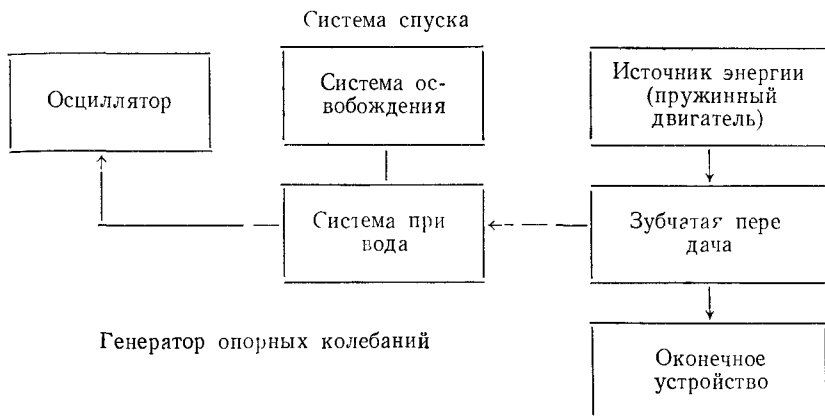 Система спуска
Осциллятор
Система ос-
вобождения
Источник энергии
(пружинный
двигатель)
Система при
вода
Зубчатая пере
дача
Генератор опорных колебаний
Оконечное
устройство